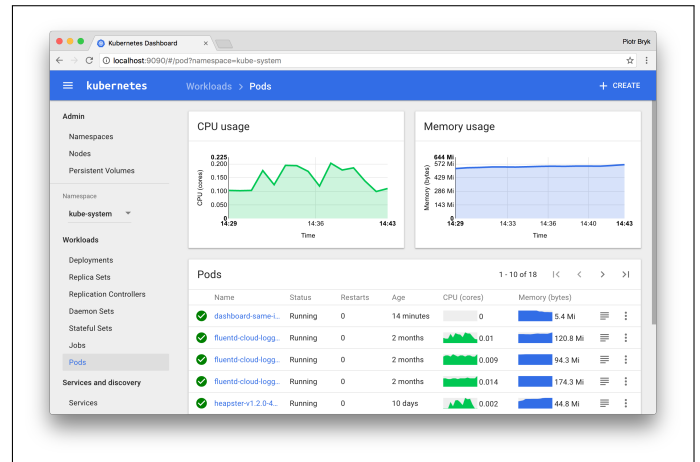 Kubernetes Dashboard
Piotr Bryk
localhost:9090/#/pod?namespace=kube-system
kubernetes
Workloads > Pods
+ CREATE
Admin
Namespaces
Nodes
Persistent Volumes
Namespace
kube-system
Workloads
Deployments
Replica Sets
Replication Controllers
Daemon Sets
Stateful Sets
Jobs
Pods
Services and discovery
Services
CPU usage
CPU (cores)
0.225
0.200
0.150
0.100
0.050
0
14:29 14:36 14:43
Time
Memory usage
Memory (bytes)
644 Mi
572 Mi
429 Mi
286 Mi
143 Mi
0
14:29 14:33 14:36 14:40 14:43
Time
Pods
1 - 10 of 18
Name Status Restarts Age CPU (cores) Memory (bytes)
dashboard-same-i... Running 0 14 minutes 0 5.4 Mi
fluentd-cloud-logg... Running 0 2 months 0.01 120.8 Mi
fluentd-cloud-logg... Running 0 2 months 0.009 94.3 Mi
fluentd-cloud-logg... Running 0 2 months 0.014 174.3 Mi
heapster-v1.2.0-4... Running 0 10 days 0.002 44.8 Mi